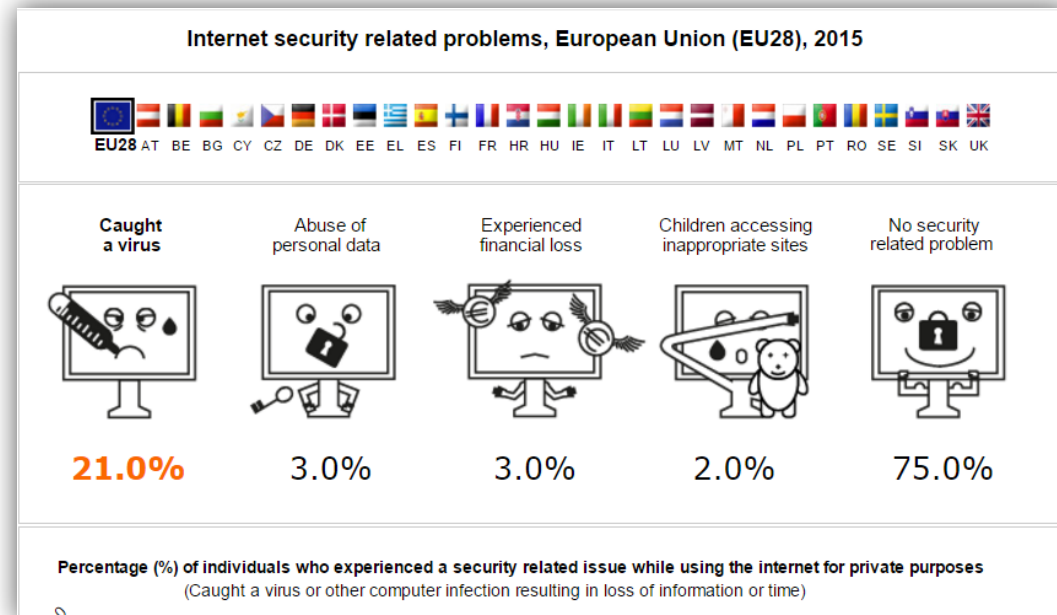 Internet security related problems, European Union (EU28), 2015
EU28 AT BE BG CY CZ DE DK EE EL ES FI FR HR HU IE IT LT LU LV MT NL PL PT RO SE SI SK UK
Caught
a virus
Abuse of
personal data
Experienced
financial loss
Children accessing
inappropriate sites
No security
related problem
21.0% 3.0% 3.0% 2.0% 75.0%
Percentage (%) of individuals who experienced a security related issue while using the internet for private purposes
(Caught a virus or other computer infection resulting in loss of information or time)